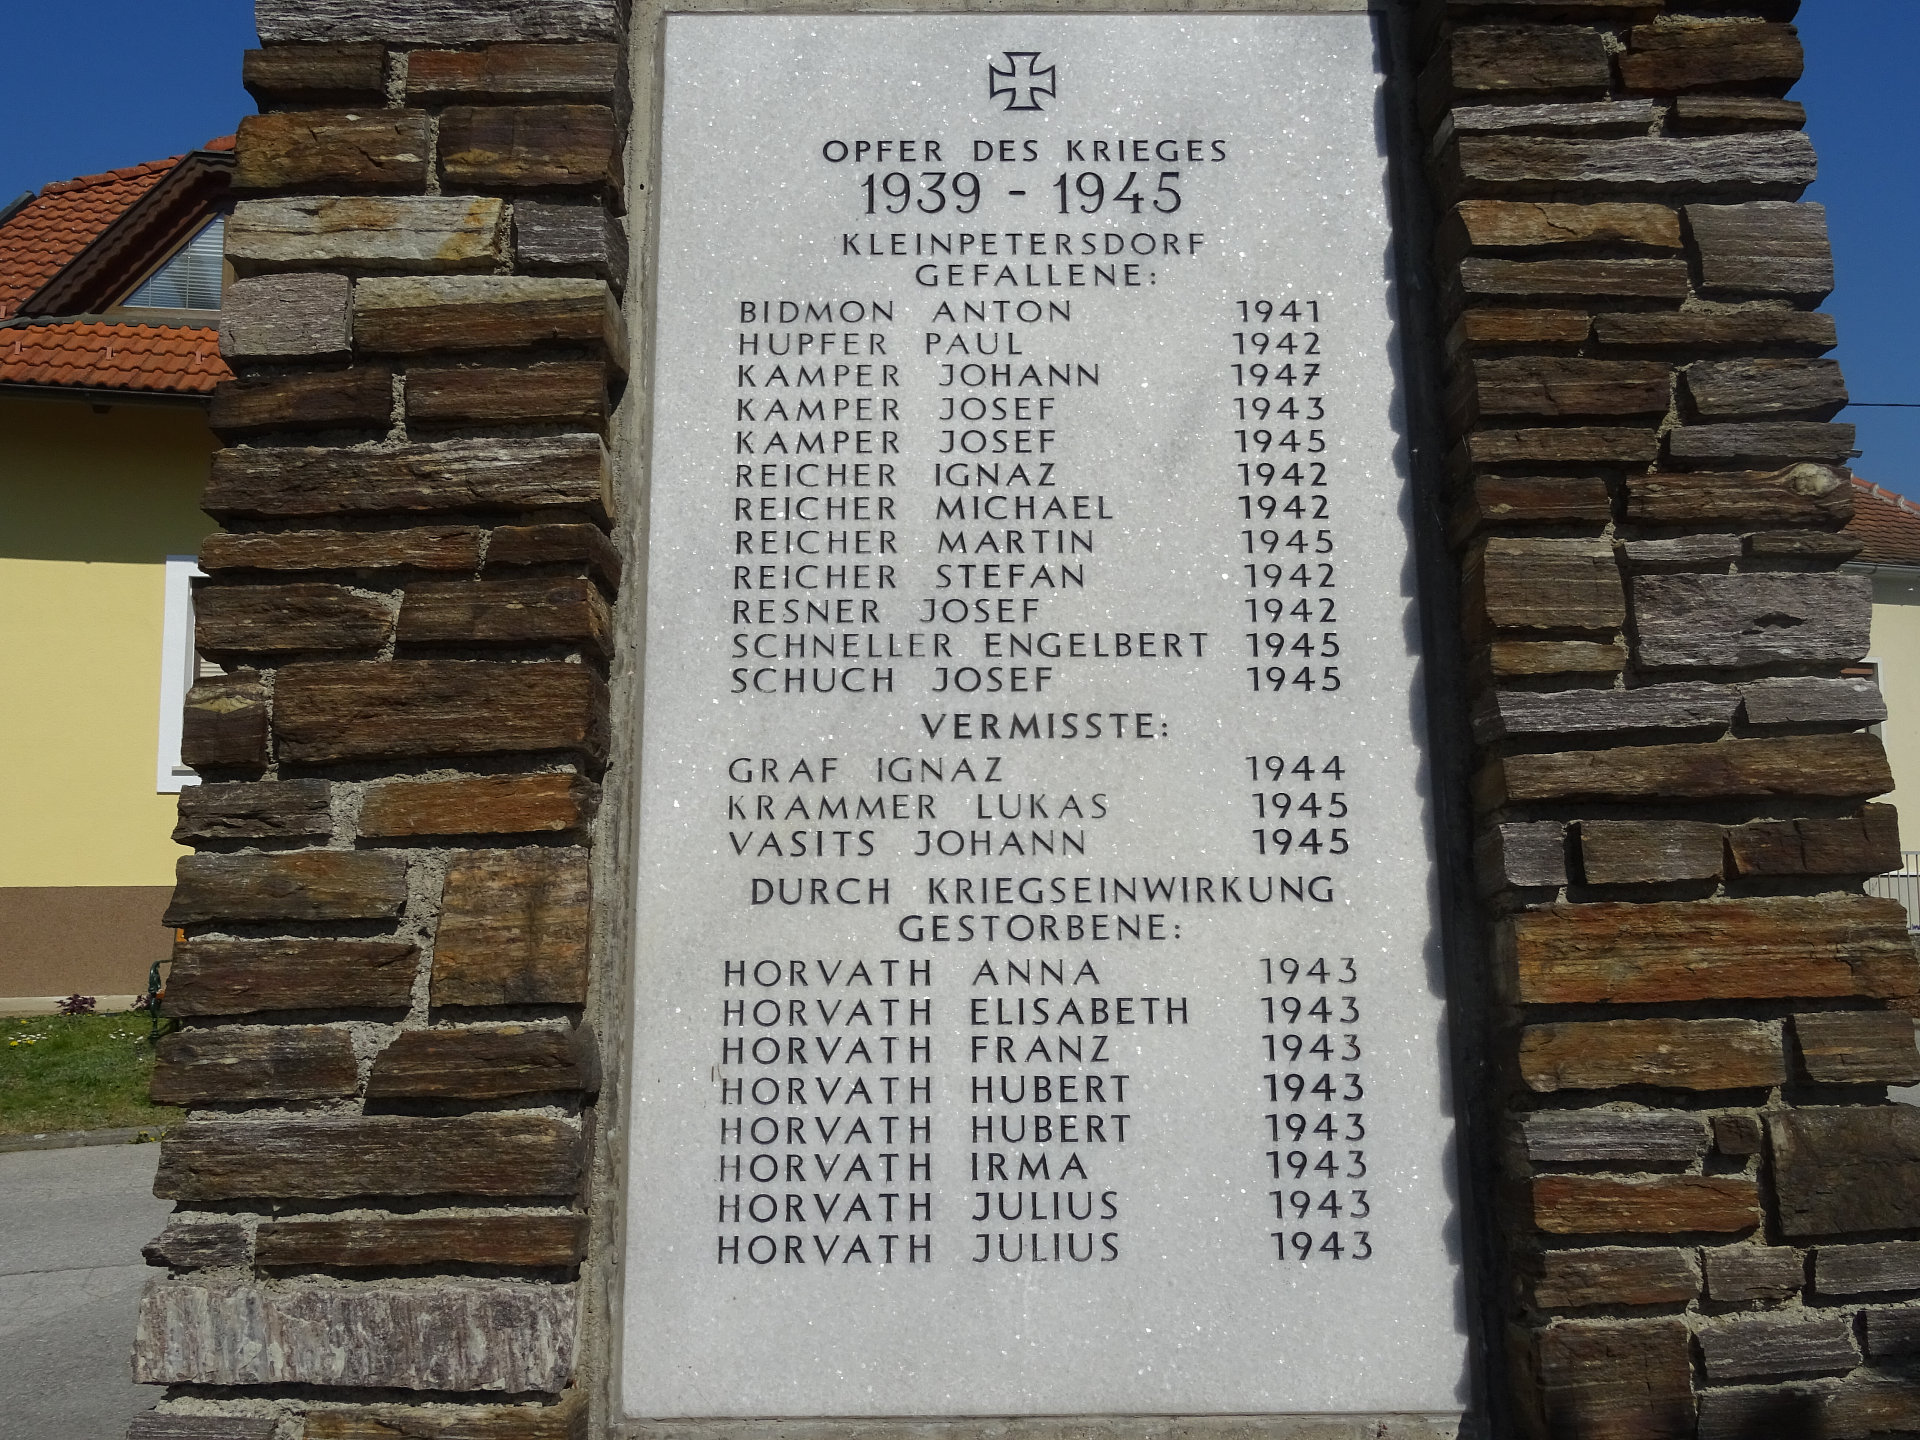 OPFER DES KRIEGES
1939 - 1945
KLEINPETERSDORF
GEFALLENE:
BIDMON ANTON 1941
HUPFER PAUL 1942
KAMPER JOHANN 1947
KAMPER JOSEF 1943
KAMPER JOSEF 1945
REICHER IGNAZ 1942
REICHER MICHAEL 1942
REICHER MARTIN 1945
REICHER STEFAN 1942
RESNER JOSEF 1942
SCHNELLER ENGELBERT 1945
SCHUCH JOSEF 1945
VERMISSTE:
GRAF IGNAZ 1944
KRAMMER LUKAS 1945
VASITS JOHANN 1945
DURCH KRIEGSEINWIRKUNG
GESTORBENE:
HORVATH ANNA 1943
HORVATH ELISABETH 1943
HORVATH FRANZ 1943
HORVATH HUBERT 1943
HORVATH HUBERT 1943
HORVATH IRMA 1943
HORVATH JULIUS 1943
HORVATH JULIUS 1943